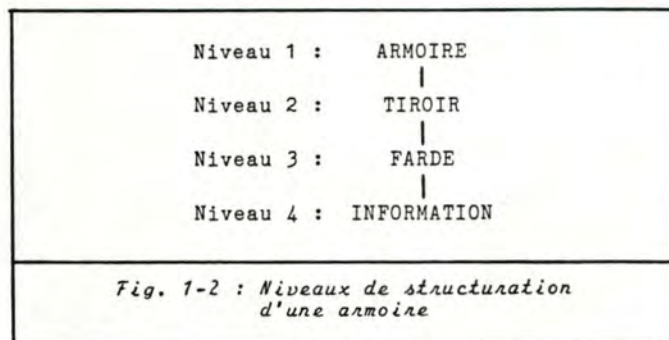 Niveau 1 : ARMOIRE
Niveau 2 : TIROIR
Niveau 3 : FARDE
Niveau 4 : INFORMATION
Fig. 1-2 : Niveaux de structuration
d'une armoire